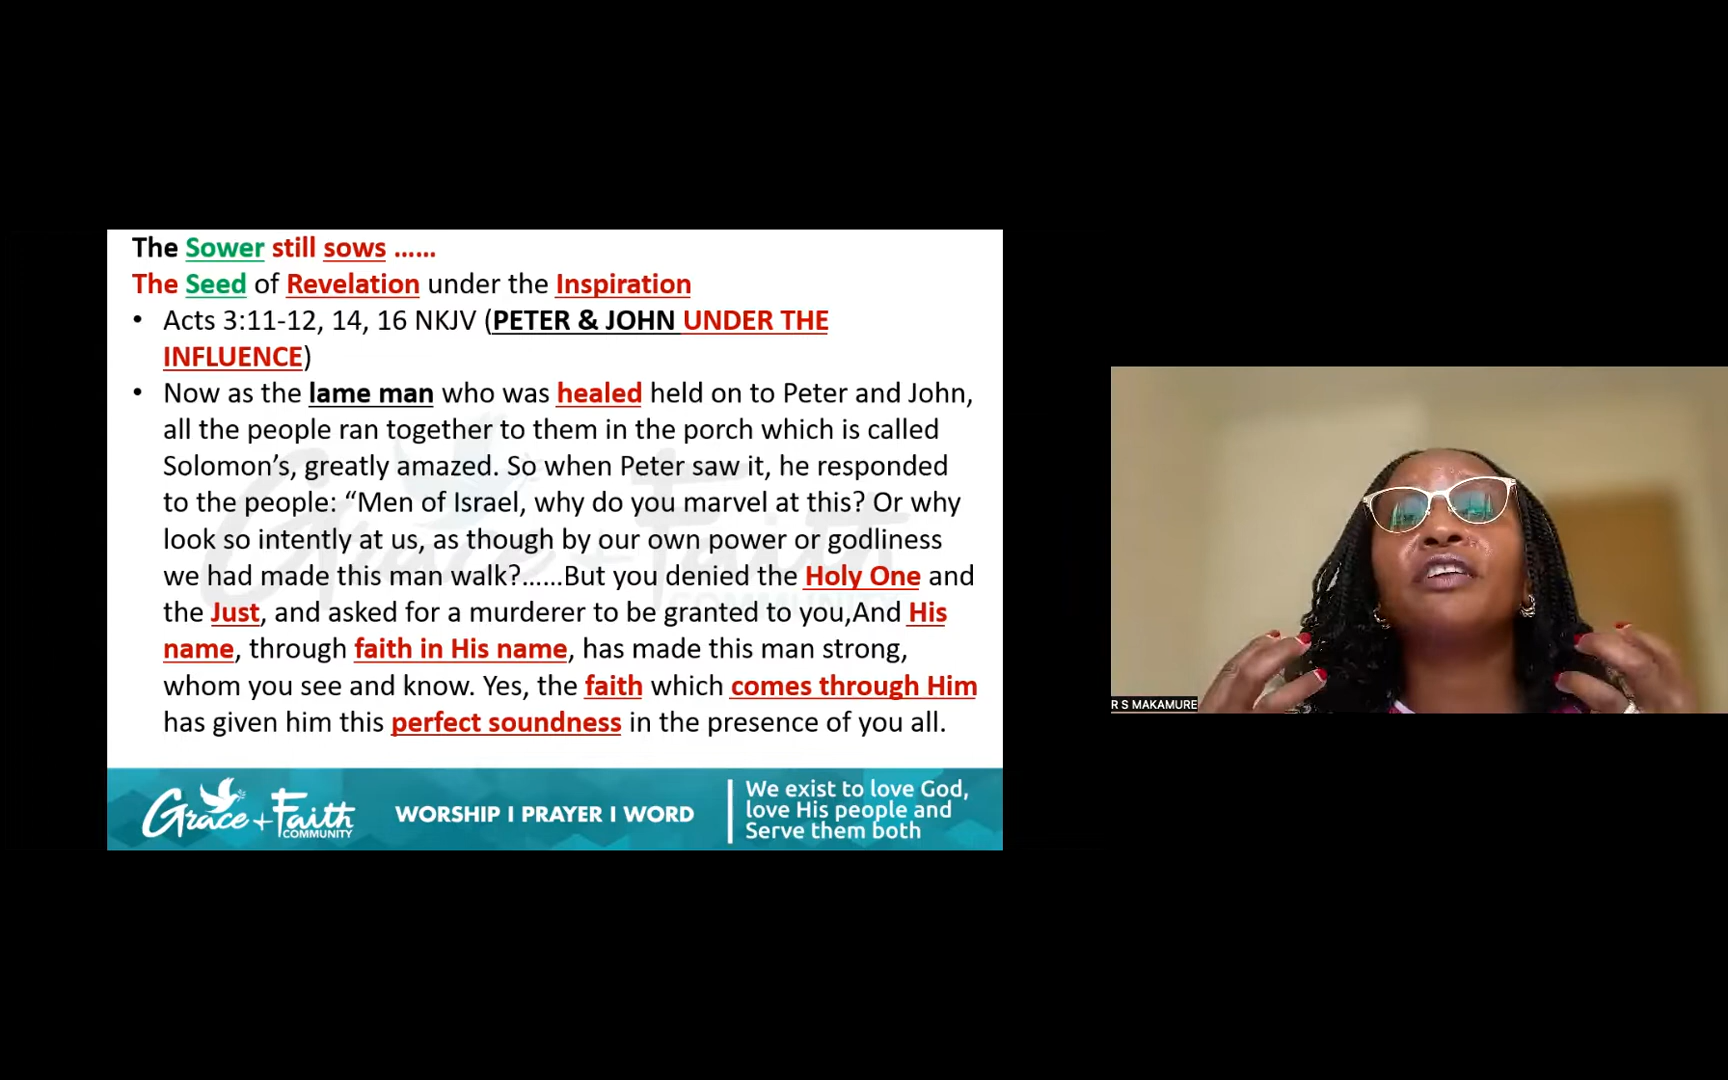 The Sower still sows ......
The Seed of Revelation under the Inspiration
• Acts 3:11-12, 14, 16 NKJV (PETER & JOHN UNDER THE
INFLUENCE)
• Now as the lame man who was healed held on to Peter and John,
all the people ran together to them in the porch which is called
Solomon’s, greatly amazed. So when Peter saw it, he responded
to the people: “Men of Israel, why do you marvel at this? Or why
look so intently at us, as though by our own power or godliness
we had made this man walk?......But you denied the Holy One and
the Just, and asked for a murderer to be granted to you,And His
name, through faith in His name, has made this man strong,
whom you see and know. Yes, the faith which comes through Him
has given him this perfect soundness in the presence of you all.
Grace + Faith
COMMUNITY
WORSHIP I PRAYER I WORD
We exist to love God,
love His people and
Serve them both
R S MAKAMURE